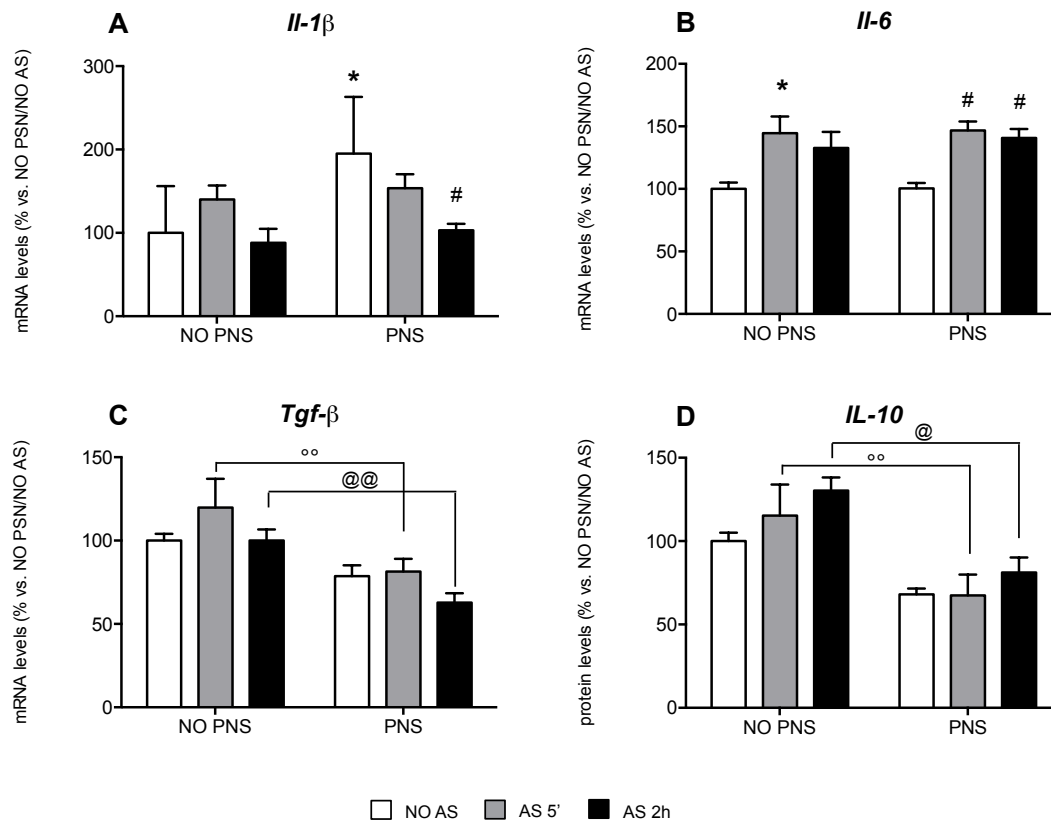 A
Il-1β
mRNA levels (% vs. NO PSN/NO AS)
300
200
100
0
*
#
NO PNS
PNS
B
Il-6
mRNA levels (% vs. NO PSN/NO AS)
200
150
100
50
0
*
#
#
NO PNS
PNS
C
Tgf-β
mRNA levels (% vs. NO PSN/NO AS)
150
100
50
0
°°
@@
NO PNS
PNS
D
IL-10
protein levels (% vs. NO PSN/NO AS)
150
100
50
0
@
°°
NO PNS
PNS
NO AS
AS 5'
AS 2h